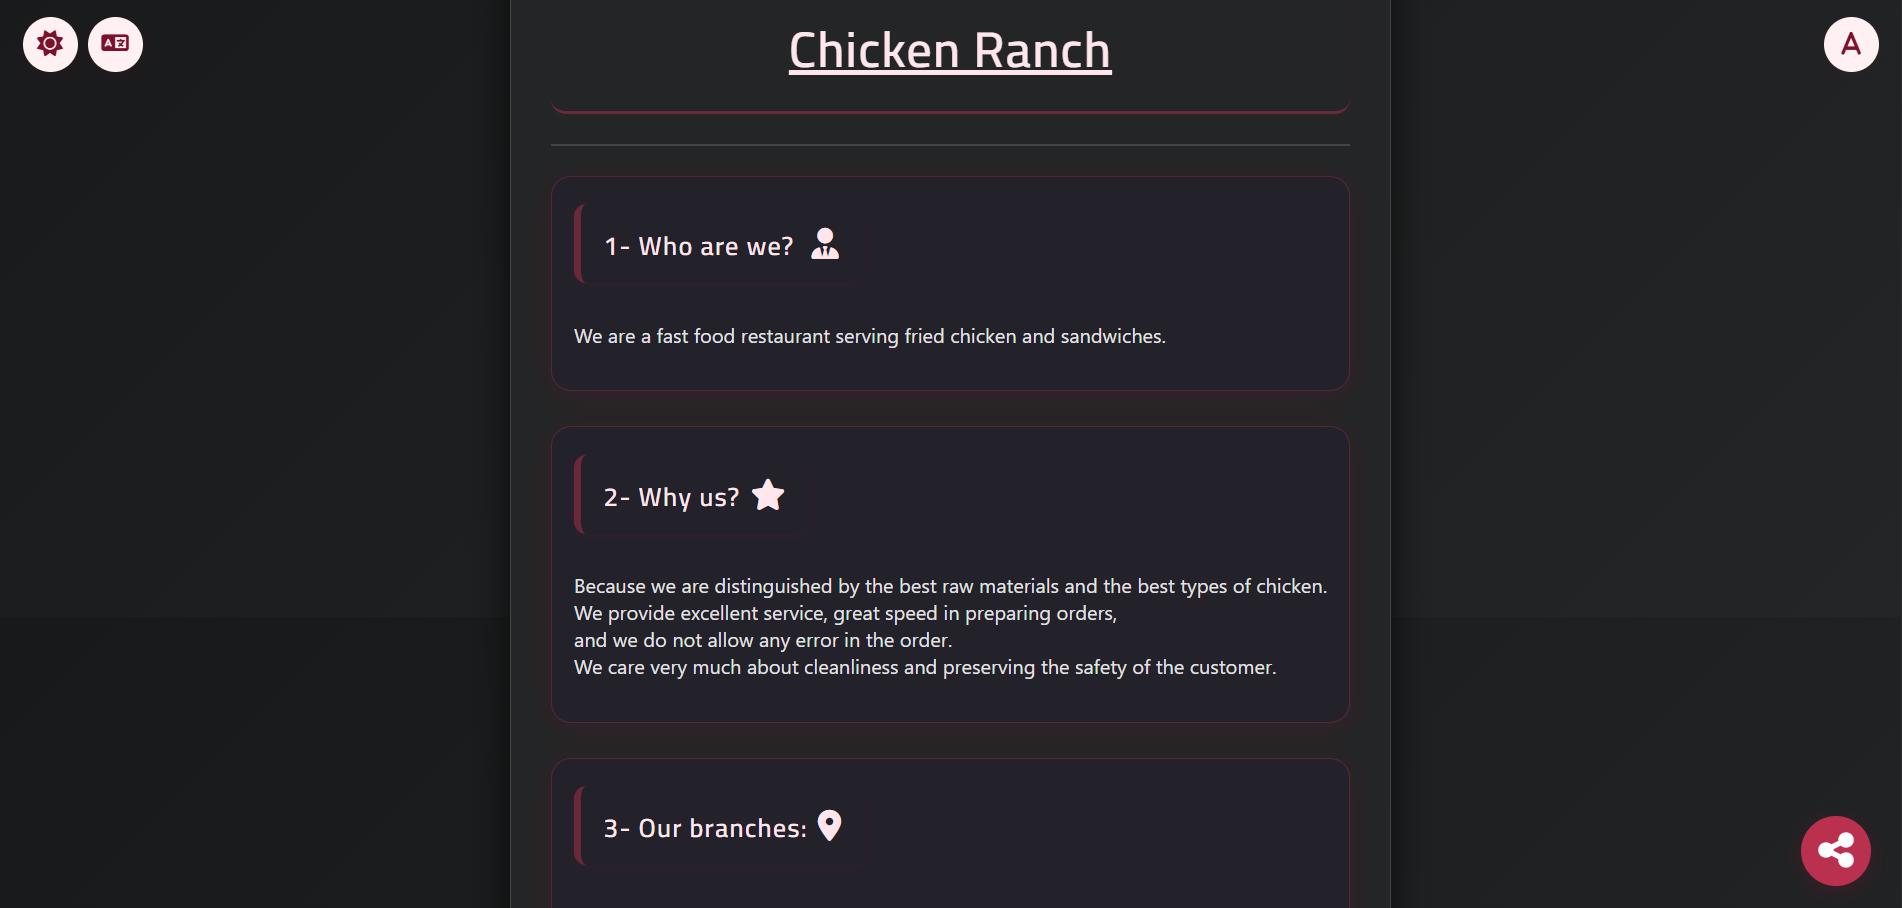 Chicken Ranch
A
1- Who are we?
We are a fast food restaurant serving fried chicken and sandwiches.
2- Why us?
Because we are distinguished by the best raw materials and the best types of chicken.
We provide excellent service, great speed in preparing orders,
and we do not allow any error in the order.
We care very much about cleanliness and preserving the safety of the customer.
3- Our branches: